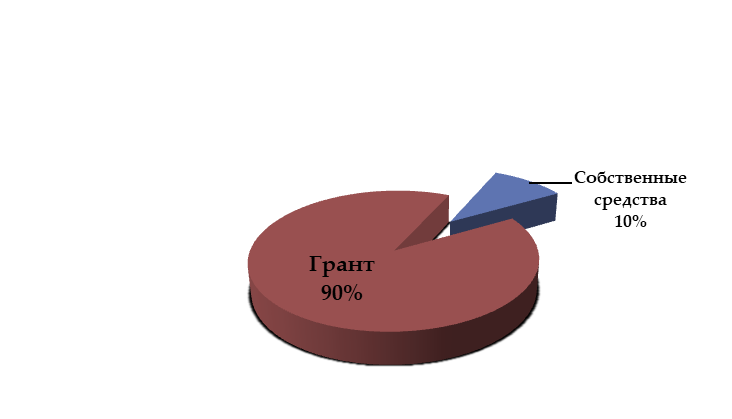 Собственные
средства
10%
Грант
90%